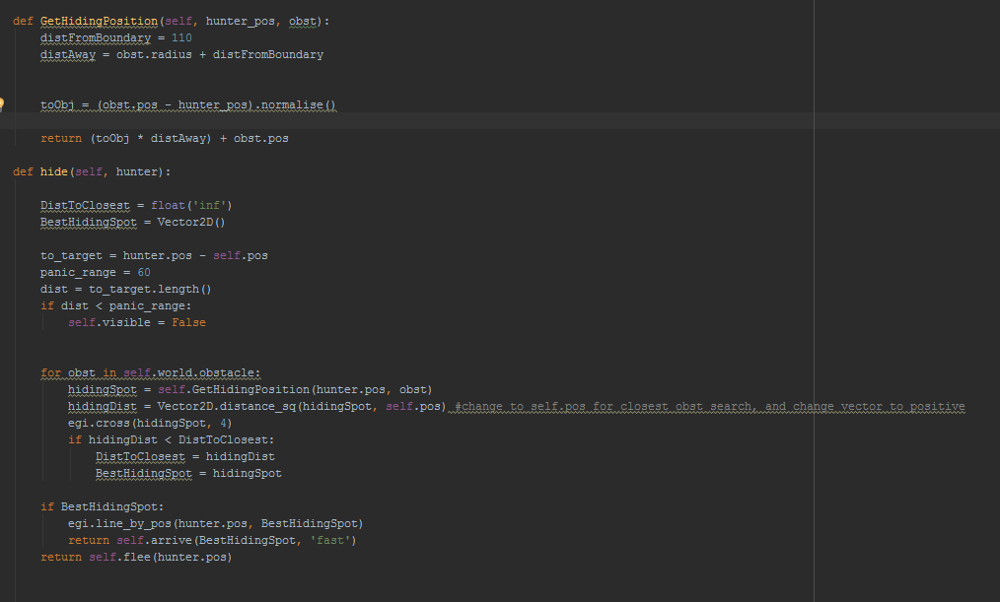 def GetHidingPosition(self, hunter_pos, obst):
distFromBoundary = 110
distAway = obst.radius + distFromBoundary
toObj = (obst.pos - hunter_pos).normalise()
return (toObj * distAway) + obst.pos
def hide(self, hunter):
DistToClosest = float('inf')
BestHidingSpot = Vector2D()
to_target = hunter.pos - self.pos
panic_range = 60
dist = to_target.length()
if dist < panic_range:
self.visible = False
for obst in self.world.obstacle:
hidingSpot = self.GetHidingPosition(hunter.pos, obst)
hidingDist = Vector2D.distance_sq(hidingSpot, self.pos) #change to self.pos for closest obst search, and change vector to positive
egi.cross(hidingSpot, 4)
if hidingDist < DistToClosest:
DistToClosest = hidingDist
BestHidingSpot = hidingSpot
if BestHidingSpot:
egi.line_by_pos(hunter.pos, BestHidingSpot)
return self.arrive(BestHidingSpot, 'fast')
return self.flee(hunter.pos)